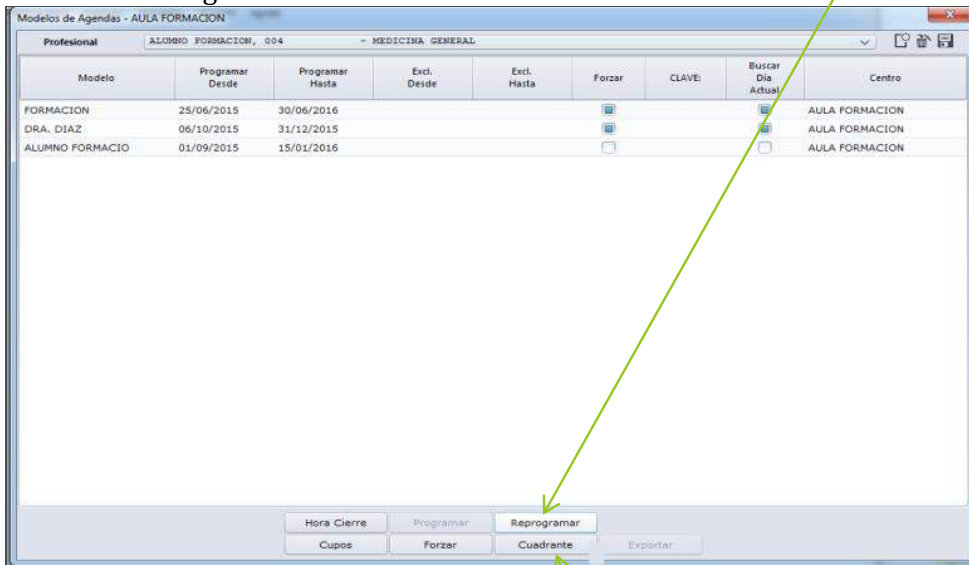 Modelos de Agendas - AULA FORMACION
Profesional ALUMNO FORMACION, 004 - MEDICINA GENERAL
Modelo Programar Desde Programar Hasta Excl. Desde Excl. Hasta Forzar CLAVE: Buscar Día Actual Centro
FORMACION 25/06/2015 30/06/2016 AULA FORMACION
DRA. DIAZ 06/10/2015 31/12/2015 AULA FORMACION
ALUMNO FORMACIO 01/09/2015 15/01/2016 AULA FORMACION
Hora Cierre Programar Reprogramar
Cupos Forzar Cuadrante Exportar